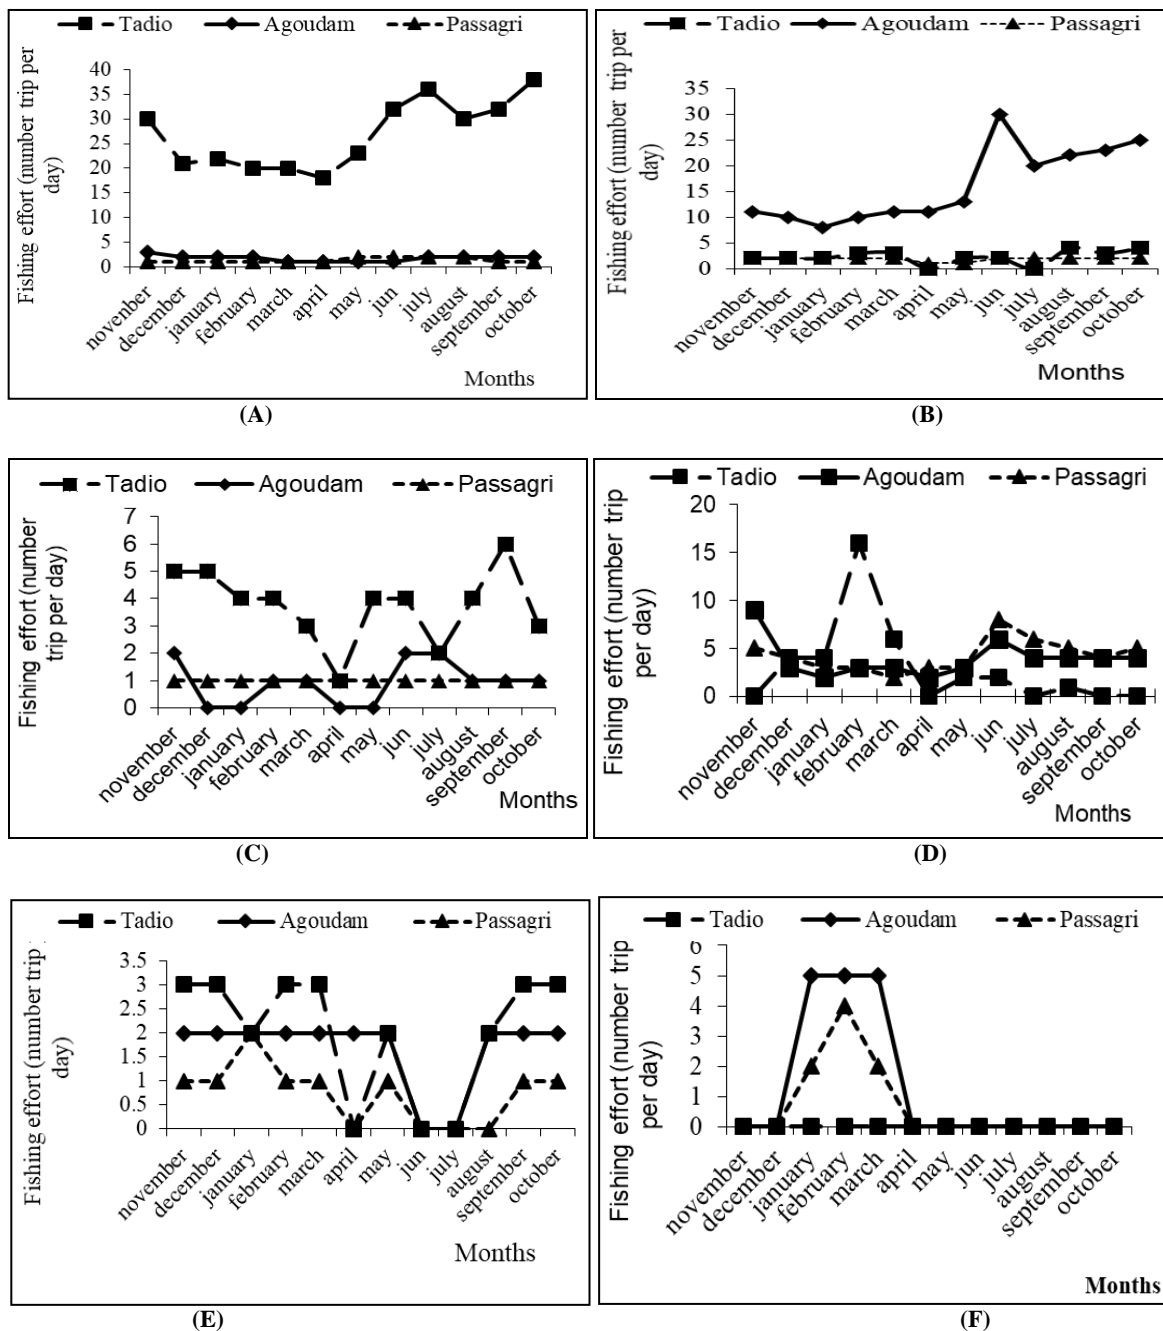 Tadio Agoudam Passagri
Fishing effort (number trip per
day)
40
35
30
25
20
15
10
5
0
novenber
december
january
february
march
april
may
jun
july
august
september
october
Months
(A)
Tadio Agoudam Passagri
Fishing effort (number trip per
day)
35
30
25
20
15
10
5
0
november
december
january
february
march
april
may
jun
july
august
september
october
Months
(B)
Tadio Agoudam Passagri
Fishing effort (number
trip per day)
7
6
5
4
3
2
1
0
november
december
january
february
march
april
may
jun
july
august
september
october
Months
(C)
Tadio Agoudam Passagri
Fishing effort (number trip
per day)
20
15
10
5
0
november
december
january
february
march
april
may
jun
july
august
september
october
Months
(D)
Tadio Agoudam Passagri
Fishing effort (number trip
day)
3.5
3
2.5
2
1.5
1
0.5
0
november
december
january
february
march
april
may
jun
july
august
september
october
Months
(E)
Tadio Agoudam Passagri
Fishing effort (number trip
per day)
6
5
4
3
2
1
0
november
december
january
february
march
april
may
jun
july
august
september
october
Months
(F)